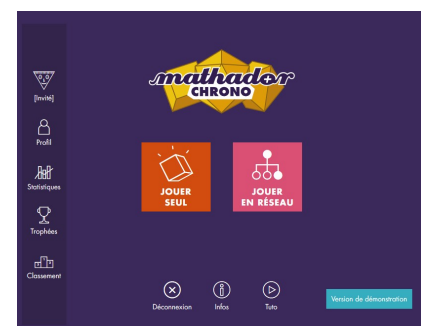 mathador
CHRONO
[Invité]
Profil
Statistiques
Trophées
Classement
JOUER
SEUL
JOUER
EN RÉSEAU
Déconnexion
Infos
Tuto
Version de démonstration